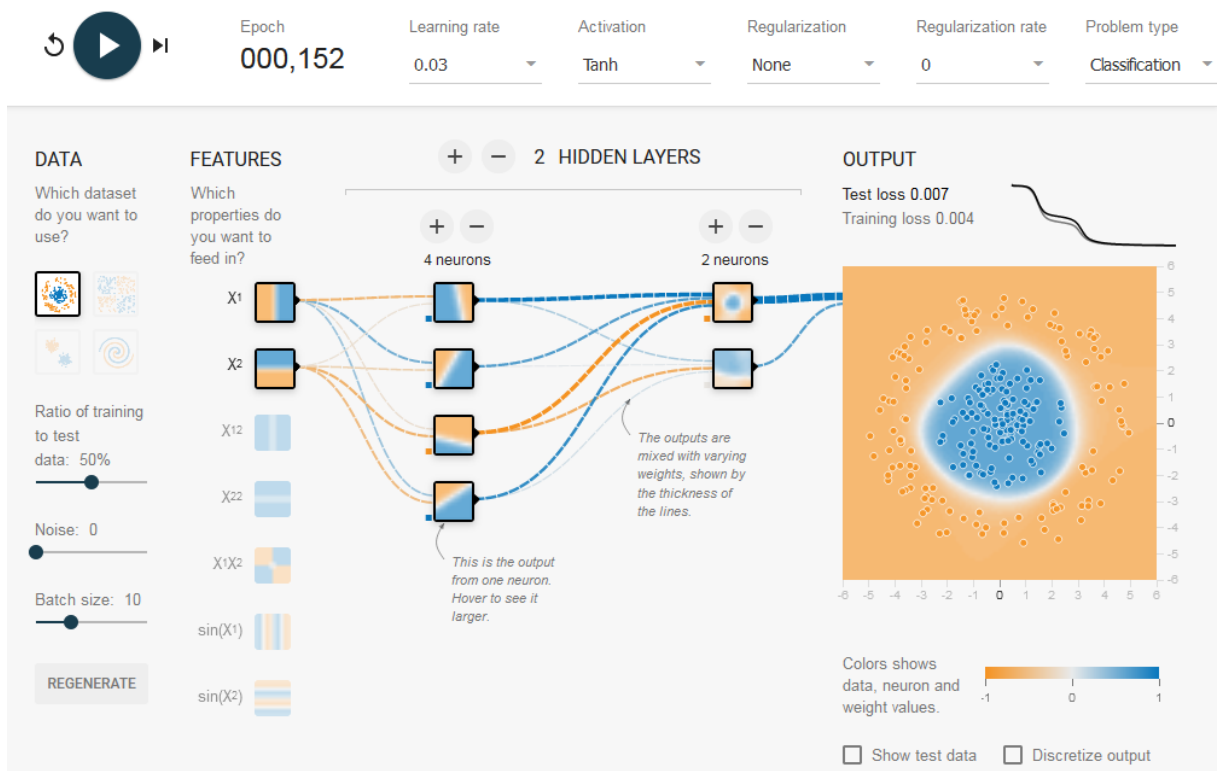 Epoch
000,152
Learning rate
0.03
Activation
Tanh
Regularization
None
Regularization rate
0
Problem type
Classification
DATA
Which dataset
do you want to
use?
Ratio of training
to test
data: 50%
Noise: 0
Batch size: 10
REGENERATE
FEATURES
Which
properties do
you want to
feed in?
X1
X2
X12
X22
X1X2
sin(X1)
sin(X2)
+ − 2 HIDDEN LAYERS
+ −
4 neurons
+ −
2 neurons
The outputs are
mixed with varying
weights, shown by
the thickness of
the lines.
This is the output
from one neuron.
Hover to see it
larger.
OUTPUT
Test loss 0.007
Training loss 0.004
6
5
4
3
2
1
0
-1
-2
-3
-4
-5
-6
-6 -5 -4 -3 -2 -1 0 1 2 3 4 5 6
Colors shows
data, neuron and
weight values.
-1 0 1
Show test data
Discretize output